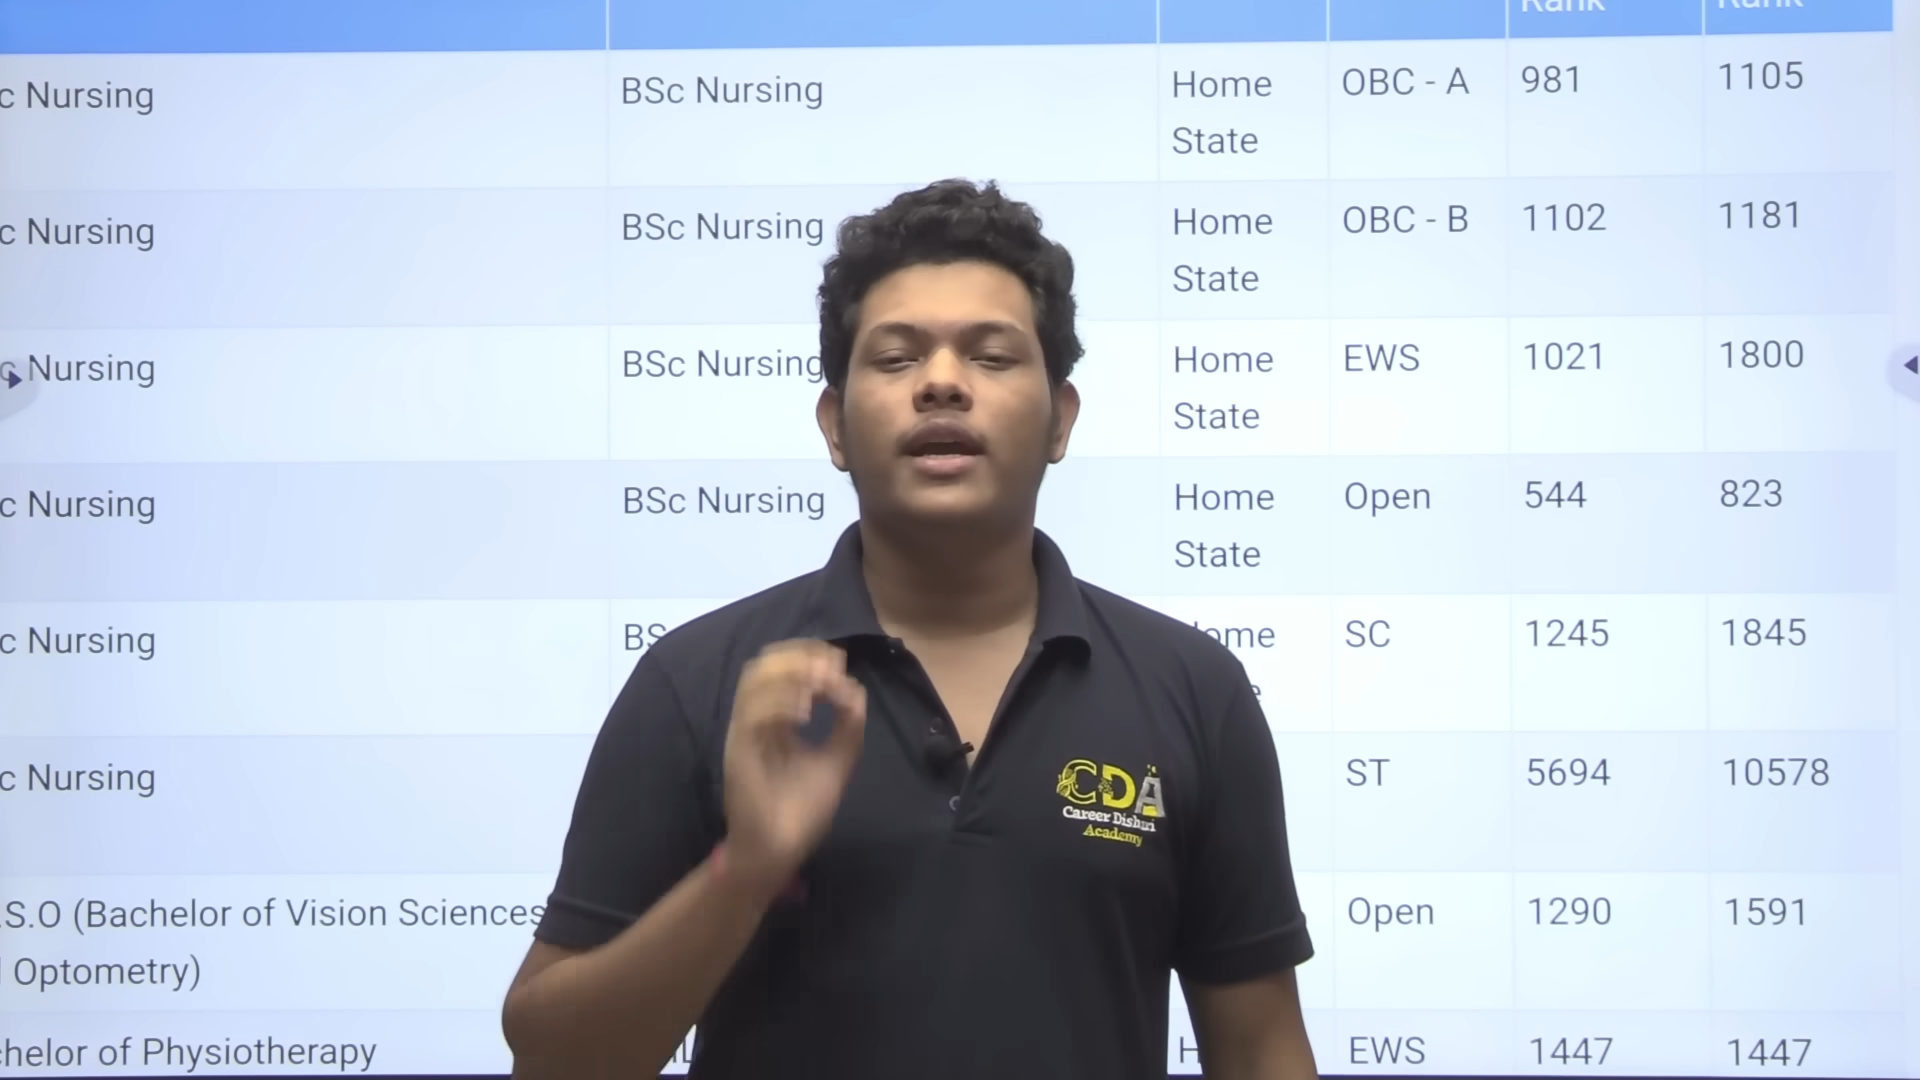 Rank Rank
c Nursing BSc Nursing Home State OBC - A 981 1105
c Nursing BSc Nursing Home State OBC - B 1102 1181
c Nursing BSc Nursing Home State EWS 1021 1800
c Nursing BSc Nursing Home State Open 544 823
c Nursing BS ome SC 1245 1845
c Nursing ST 5694 10578
.S.O (Bachelor of Vision Sciences Open 1290 1591
Optometry)
chelor of Physiotherapy H EWS 1447 1447
CDA
Career Dishari
Academy